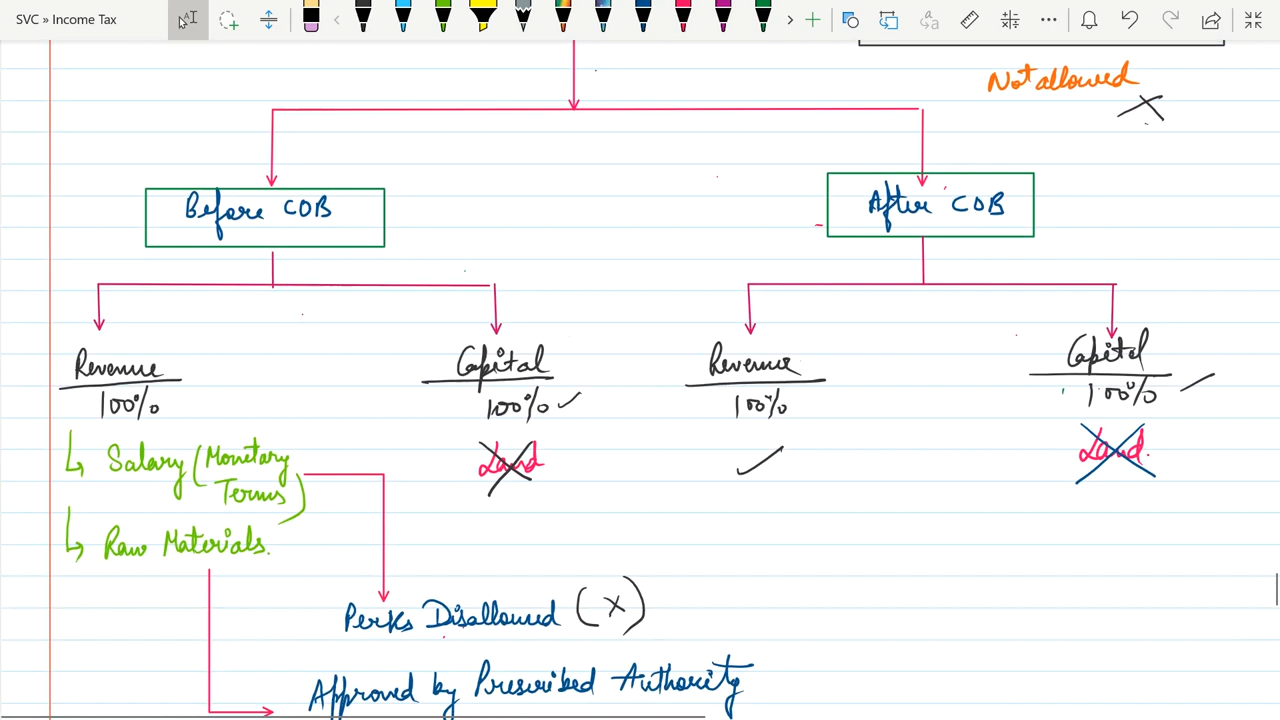 SVC » Income Tax
Not allowed
Before COB
After COB
Revenue
Capital
Revenue
Capital
100%
100%
100%
100%
Salary (Monetary
Terms)
Land
Land.
Raw Materials.
Perks Disallowed (X)
Approved by Prescribed Authority